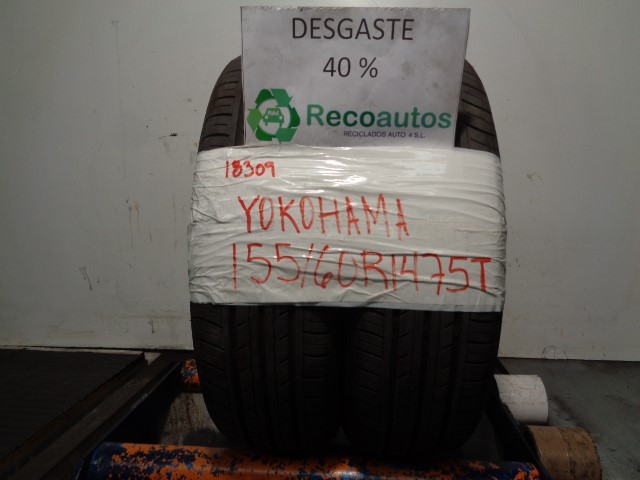 DESGASTE
40 %
Recoautos
RECICLADOS AUTO 4 S.L.
18309
YOKOHAMA
155/60R1475T